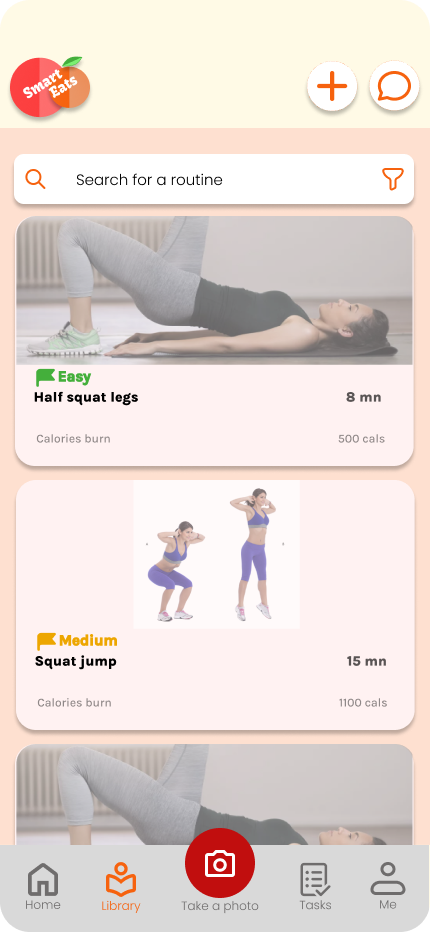 Smart
Eats
Search for a routine
Easy
Half squat legs 8 mn
Calories burn 500 cals
Medium
Squat jump 15 mn
Calories burn 1100 cals
Home Library Take a photo Tasks Me